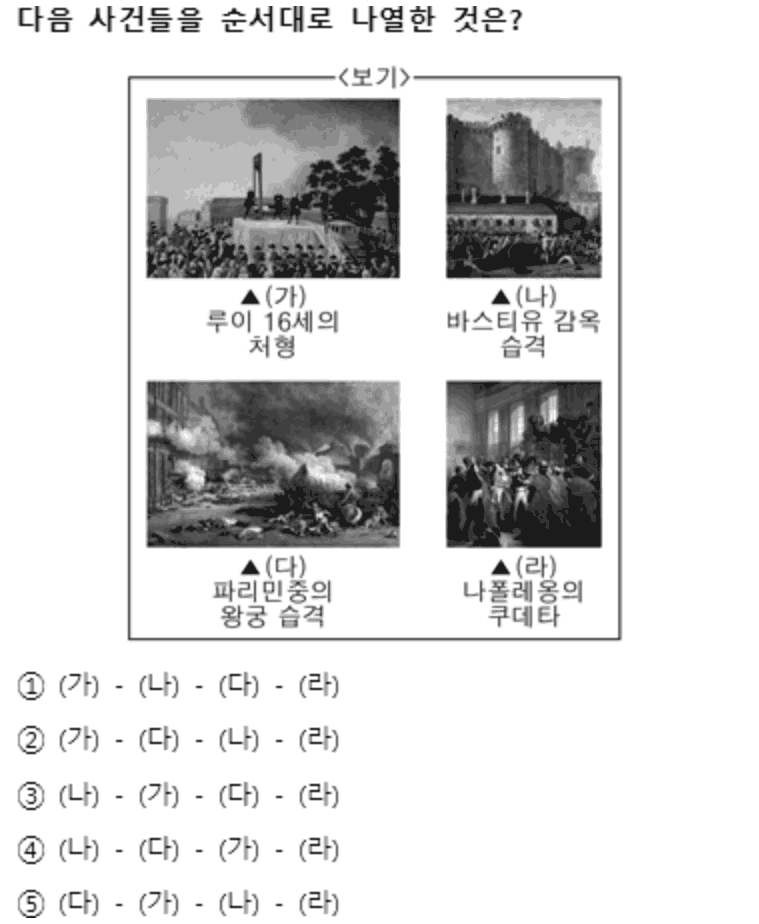 다음 사건들을 순서대로 나열한 것은?
<보기>
▲(가)
루이 16세의
처형
▲(나)
바스티유 감옥
습격
▲(다)
파리민중의
왕궁 습격
▲(라)
나폴레옹의
쿠데타
① (가) - (나) - (다) - (라)
② (가) - (다) - (나) - (라)
③ (나) - (가) - (다) - (라)
④ (나) - (다) - (가) - (라)
⑤ (다) - (가) - (나) - (라)